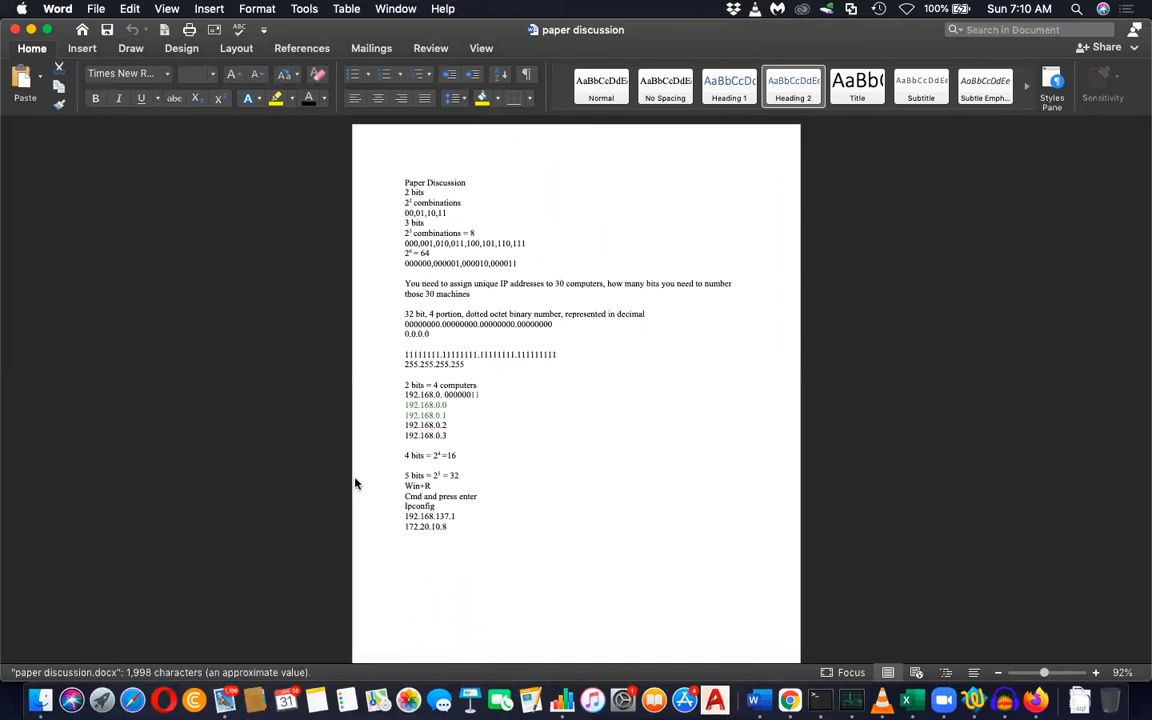 Word File Edit View Insert Format Tools Table Window Help 100% Sun 7:10 AM
paper discussion
Search in Document
Home Insert Draw Design Layout References Mailings Review View Share
Paste
Times New R...
AaBbCcDdEe AaBbCcDdEe AaBbCcDc AaBbCcDdEe AaBb( AaBbCcDdEe AaBbCcDdEe
Normal No Spacing Heading 1 Heading 2 Title Subtitle Subtle Emph... Styles Pane Sensitivity
Paper Discussion
2 bits
2² combinations
00,01,10,11
3 bits
2³ combinations = 8
000,001,010,011,100,101,110,111
2⁶ = 64
000000,000001,000010,000011
You need to assign unique IP addresses to 30 computers, how many bits you need to number
those 30 machines
32 bit, 4 portion, dotted octet binary number, represented in decimal
00000000.00000000.00000000.00000000
0.0.0.0
11111111.11111111.11111111.111111111
255.255.255.255
2 bits = 4 computers
192.168.0. 00000011
192.168.0.0
192.168.0.1
192.168.0.2
192.168.0.3
4 bits = 2⁴ =16
5 bits = 2⁵ = 32
Win+R
Cmd and press enter
Ipconfig
192.168.137.1
172.20.10.8
"paper discussion.docx": 1,998 characters (an approximate value). Focus 92%